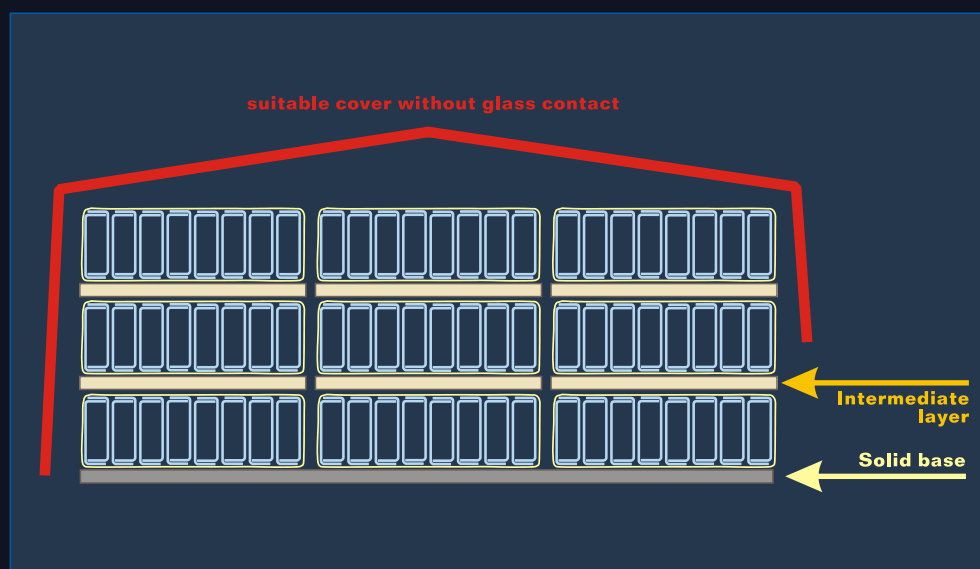 suitable cover without glass contact
Intermediate
layer
Solid base